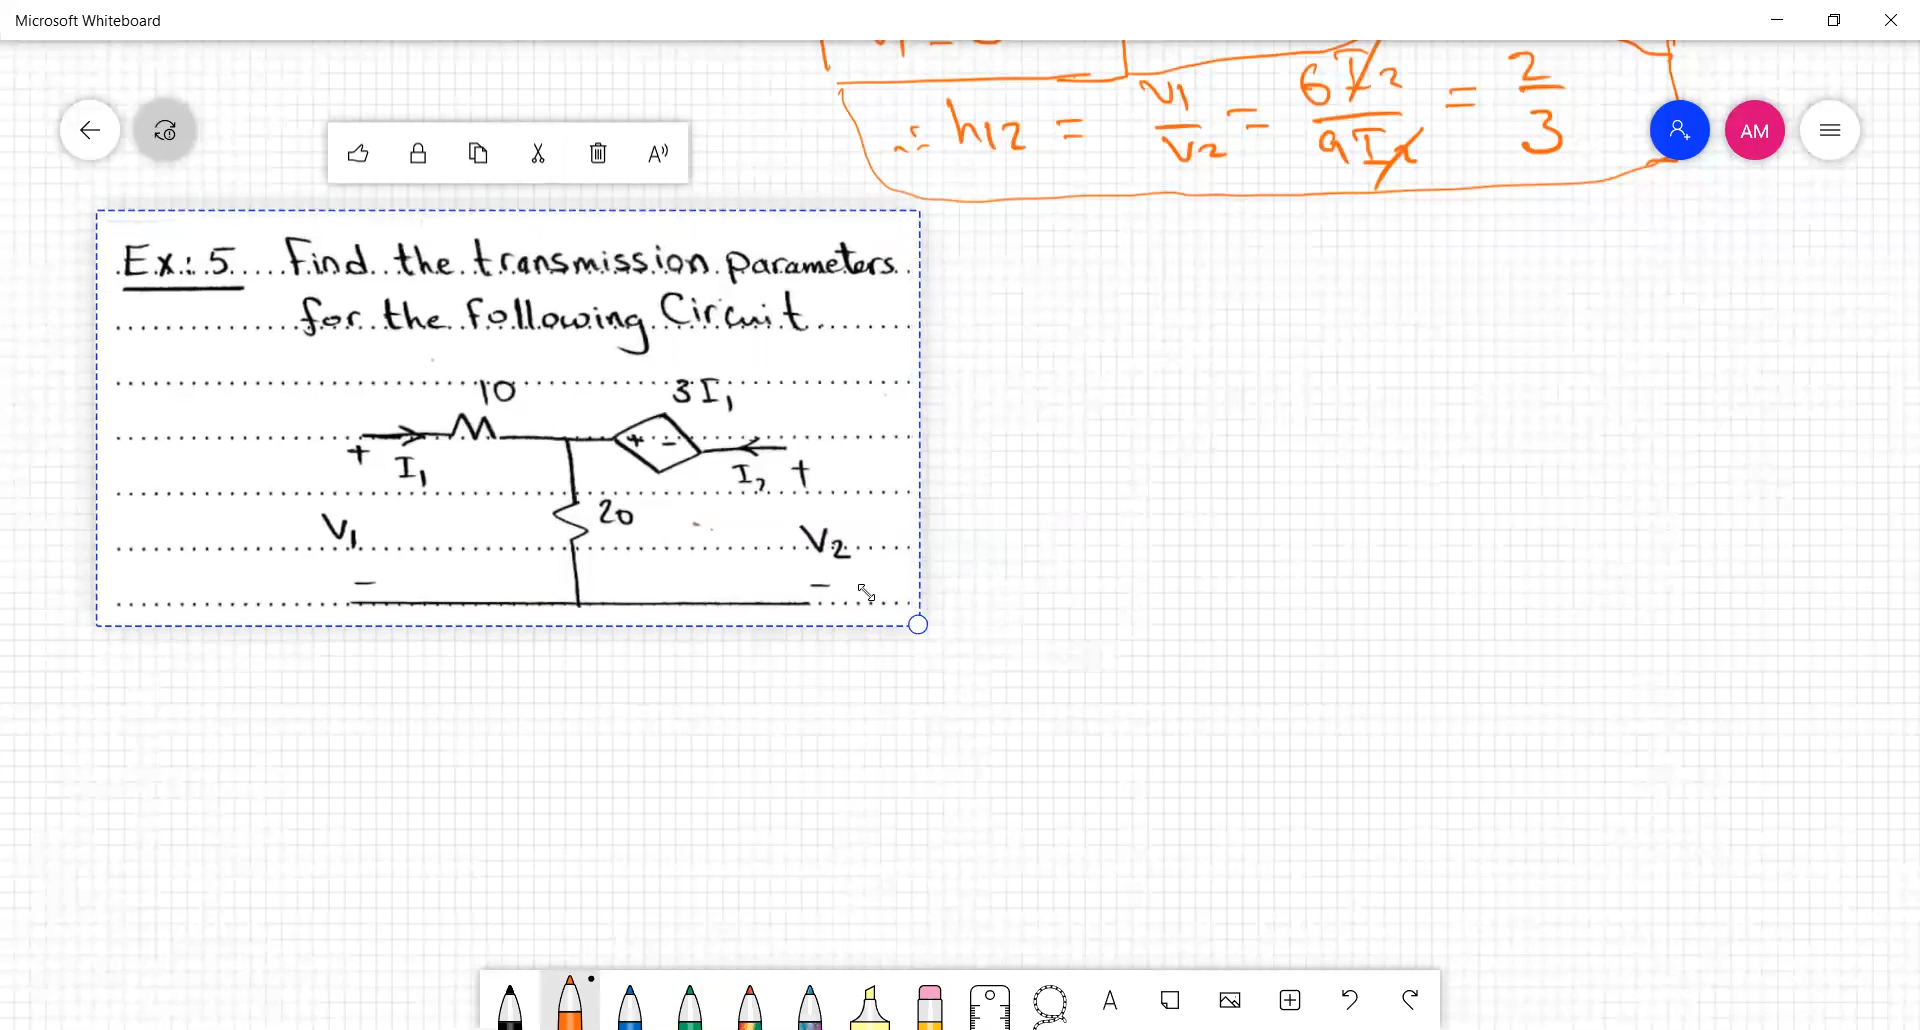 Microsoft Whiteboard
∴ h12 = V1/V2 = 6I2/9I2 = 2/3
AM
Ex: 5 Find the transmission parameters
for the following Circuit
10 3I1
+ I1 + - I2 +
20
V1 V2
- -